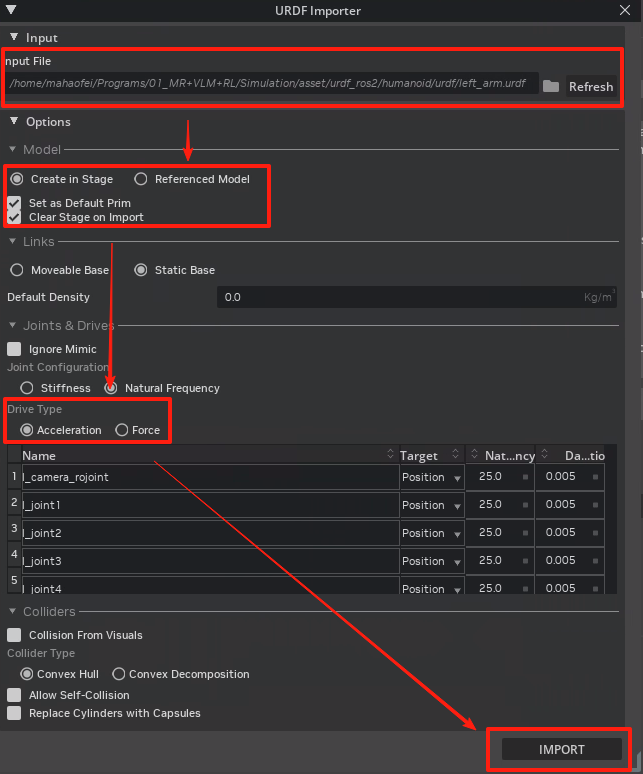 URDF Importer
Input
nput File
/home/mahaofei/Programs/01_MR+VLM+RL/Simulation/asset/urdf_ros2/humanoid/urdf/left_arm.urdf Refresh
Options
Model
Create in Stage Referenced Model
Set as Default Prim
Clear Stage on Import
Links
Moveable Base Static Base
Default Density 0.0 Kg/m³
Joints & Drives
Ignore Mimic
Joint Configuration
Stiffness Natural Frequency
Drive Type
Acceleration Force
Name Target Nat...ncy Da...tio
1 l_camera_rojoint Position 25.0 0.005
2 l_joint1 Position 25.0 0.005
3 l_joint2 Position 25.0 0.005
4 l_joint3 Position 25.0 0.005
5 l_joint4 Position 25.0 0.005
Colliders
Collision From Visuals
Collider Type
Convex Hull Convex Decomposition
Allow Self-Collision
Replace Cylinders with Capsules
IMPORT